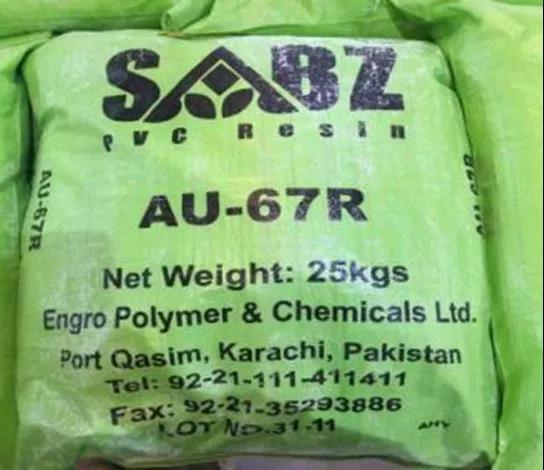 SABZ
PVC Resin
AU-67R
AU-67R
AU-67R
Net Weight: 25kgs
Engro Polymer & Chemicals Ltd.
Port Qasim, Karachi, Pakistan
Tel: 92-21-111-411411
Fax: 92-21-35293886
LOT NO.31-11